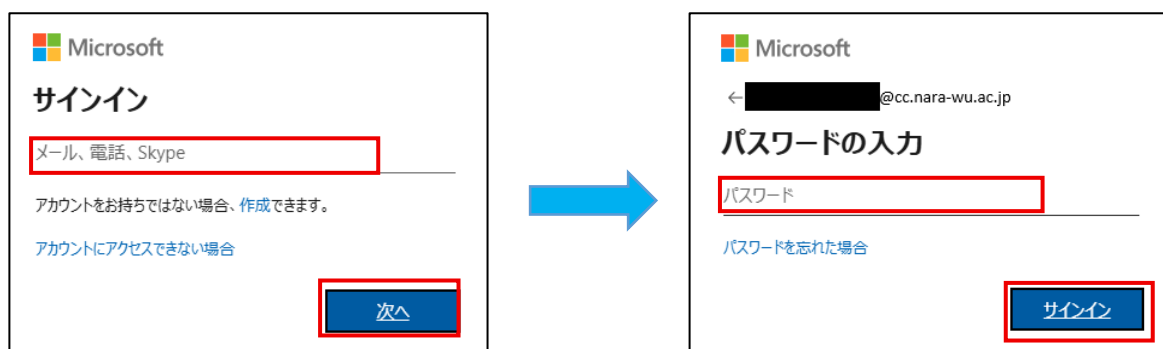 Microsoft
サインイン
メール、電話、Skype
アカウントをお持ちではない場合、作成できます。
アカウントにアクセスできない場合
次へ
Microsoft
← @cc.nara-wu.ac.jp
パスワードの入力
パスワード
パスワードを忘れた場合
サインイン